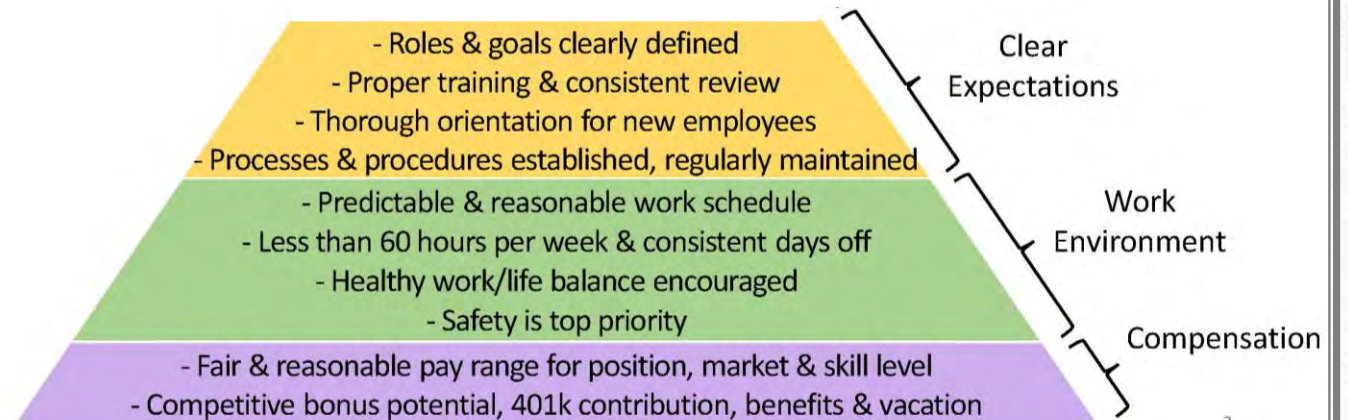 - Roles & goals clearly defined
- Proper training & consistent review
- Thorough orientation for new employees
- Processes & procedures established, regularly maintained
Clear
Expectations
- Predictable & reasonable work schedule
- Less than 60 hours per week & consistent days off
- Healthy work/life balance encouraged
- Safety is top priority
Work
Environment
- Fair & reasonable pay range for position, market & skill level
- Competitive bonus potential, 401k contribution, benefits & vacation
Compensation